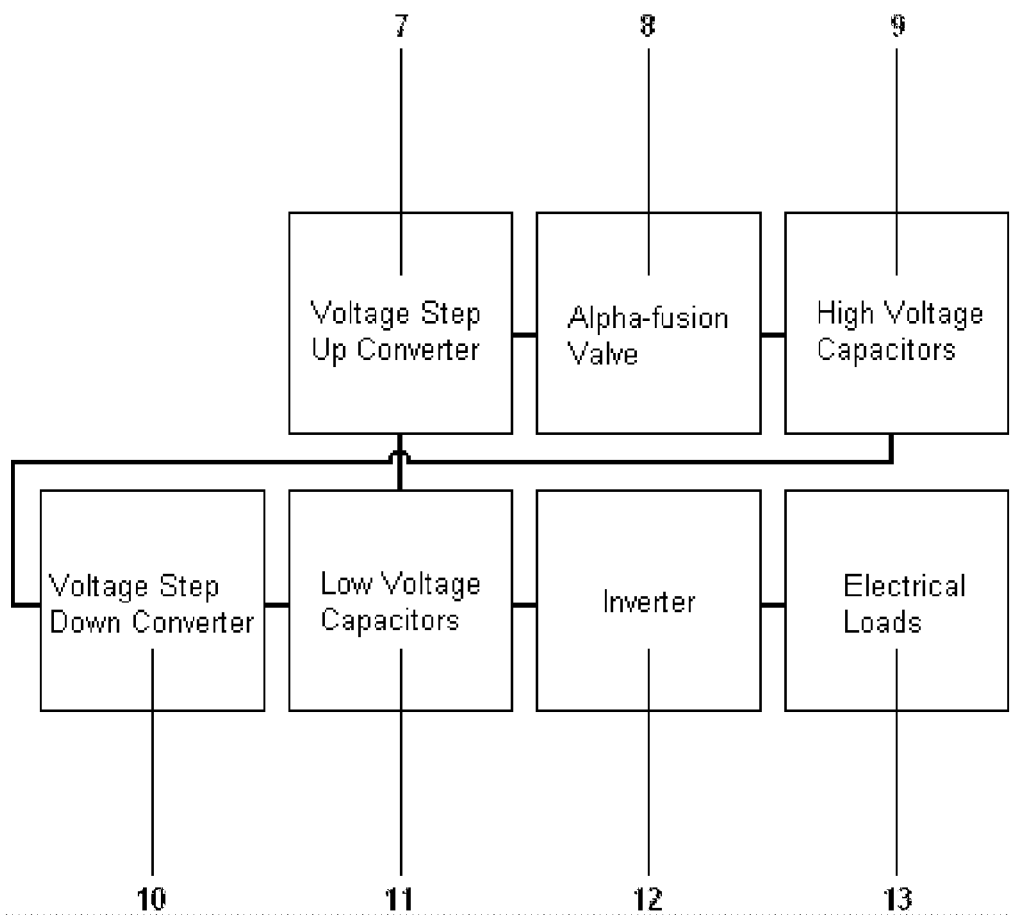 7
8
9
Voltage Step
Up Converter
Alpha-fusion
Valve
High Voltage
Capacitors
Voltage Step
Down Converter
Low Voltage
Capacitors
Inverter
Electrical
Loads
10
11
12
13